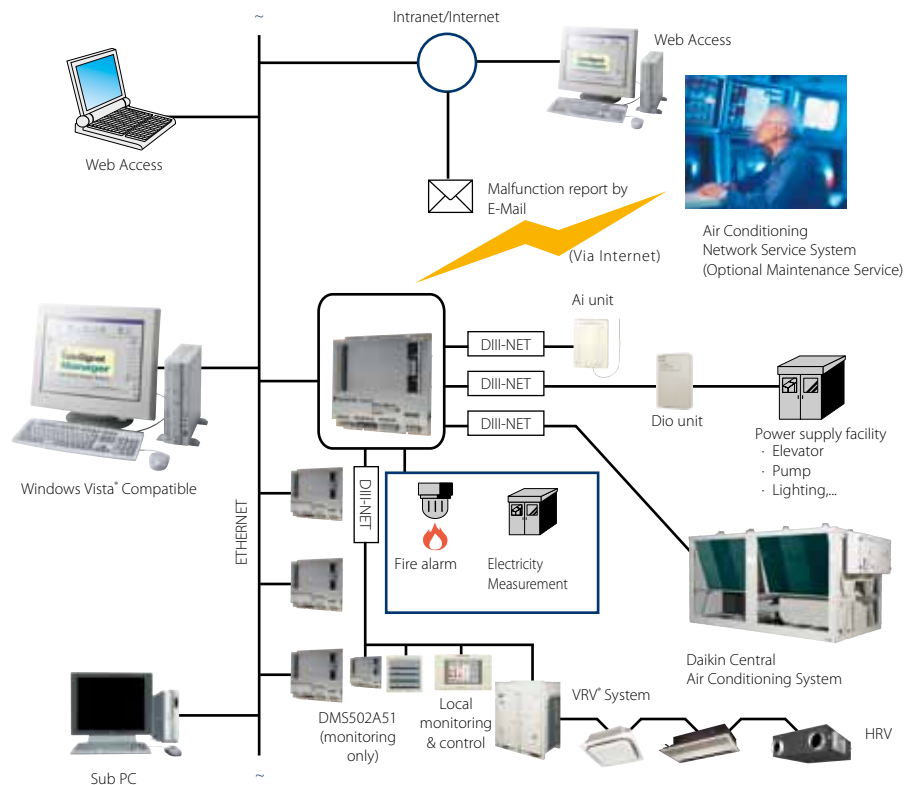 ~
Intranet/Internet
Web Access
Web Access
Malfunction report by
E-Mail
(Via Internet)
Air Conditioning
Network Service System
(Optional Maintenance Service)
Ai unit
DIII-NET
DIII-NET
DIII-NET
Dio unit
Power supply facility
· Elevator
· Pump
· Lighting,...
Intelligent
Manager
Windows Vista® Compatible
ETHERNET
DIII-NET
Fire alarm
Electricity
Measurement
Daikin Central
Air Conditioning System
DMS502A51
(monitoring
only)
Local
monitoring
& control
VRV® System
HRV
Sub PC
~